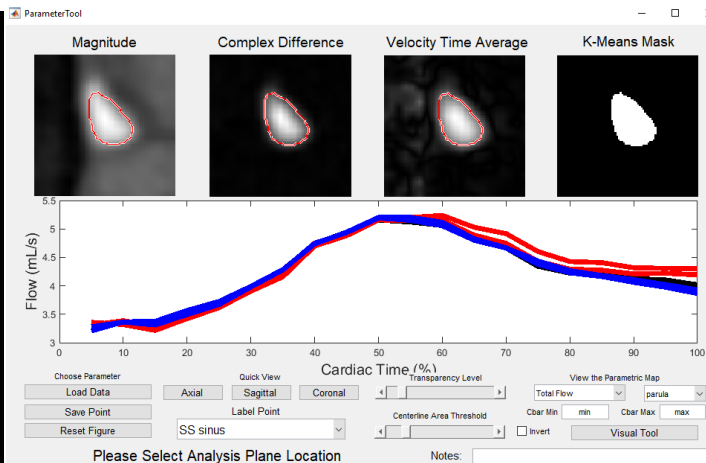 ParameterTool
Magnitude
Complex Difference
Velocity Time Average
K-Means Mask
Flow (mL/s)
5.5
5
4.5
4
3.5
3
0 10 20 30 40 50 60 70 80 90 100
Cardiac Time (%)
Choose Parameter
Load Data
Save Point
Reset Figure
Quick View
Axial Sagittal Coronal
Label Point
SS sinus
Transparency Level
Centerline Area Threshold
View the Parametric Map
Total Flow parula
Cbar Min min Cbar Max max
Invert Visual Tool
Please Select Analysis Plane Location
Notes: